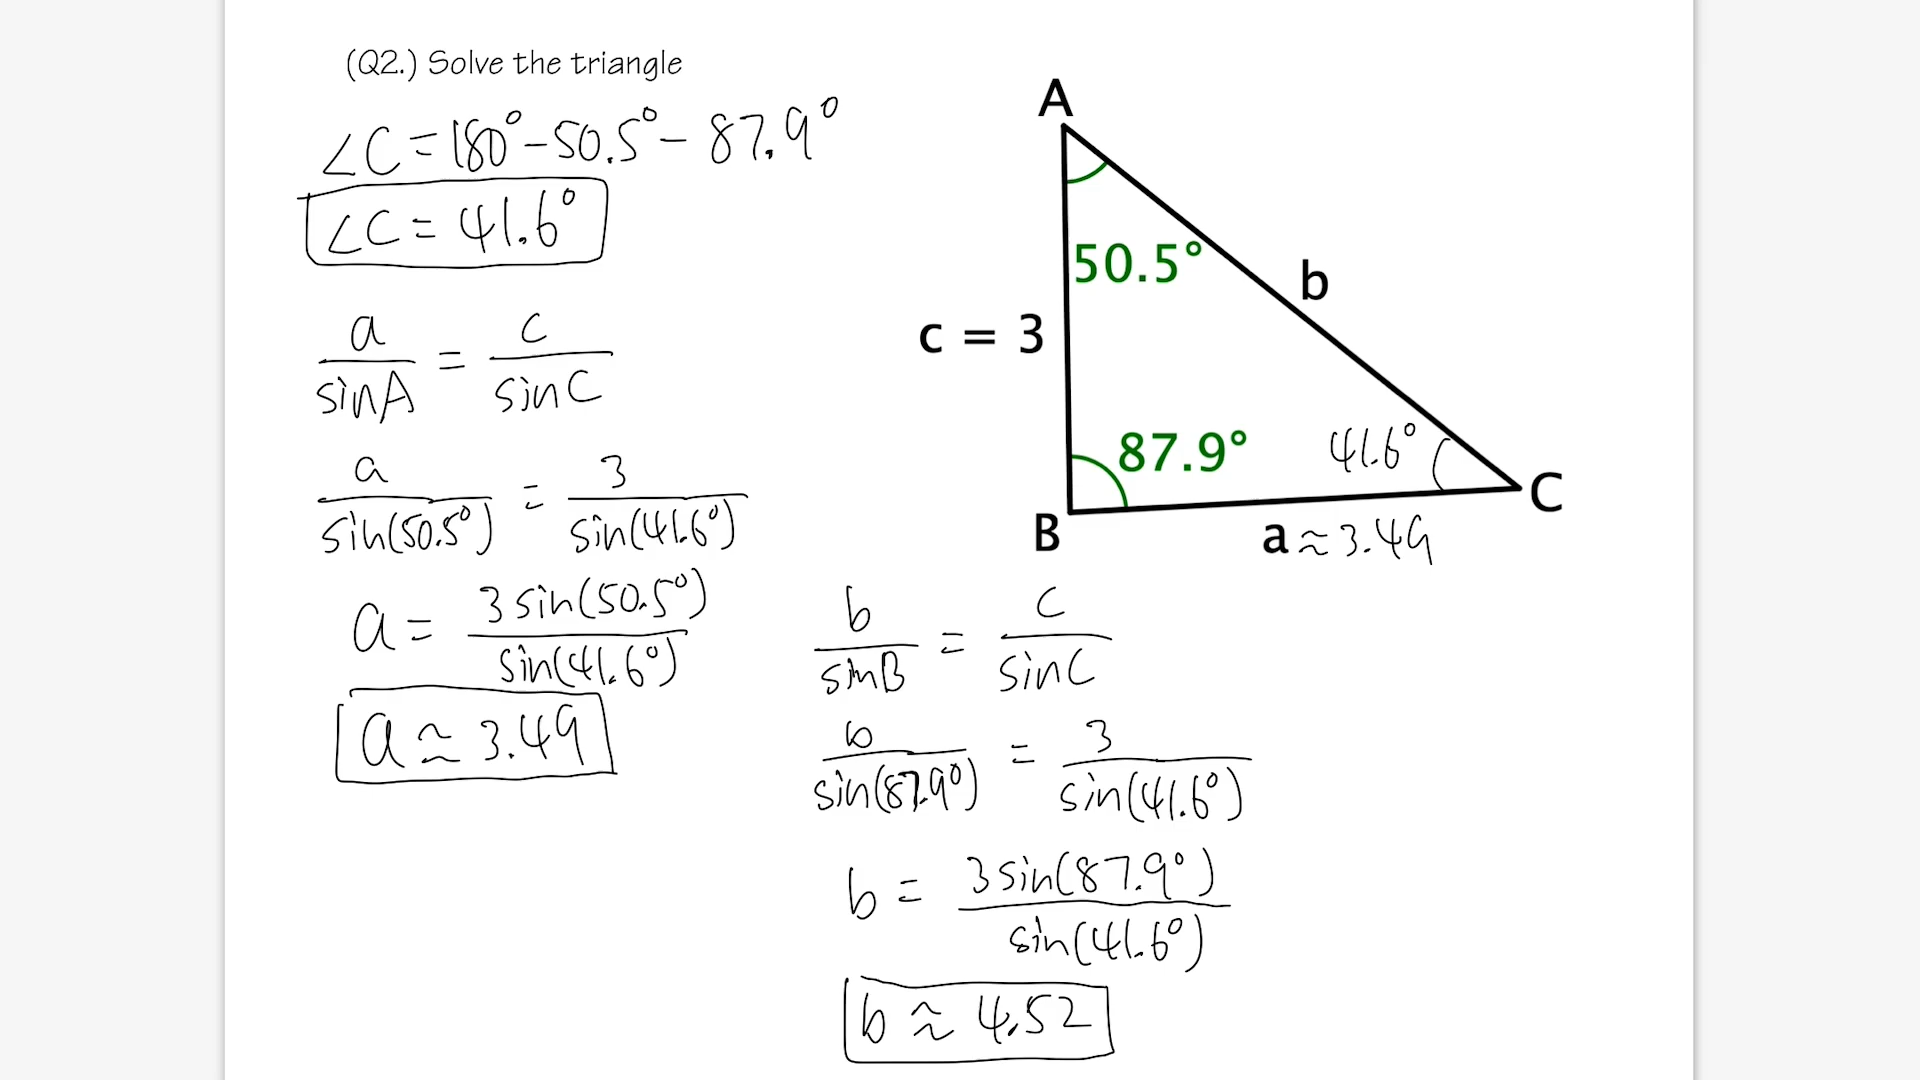 (Q2.) Solve the triangle
∠C = 180° - 50.5° - 87.9°
∠C = 41.6°
a/sinA = c/sinC
a/sin(50.5°) = 3/sin(41.6°)
a = 3sin(50.5°)/sin(41.6°)
a ≈ 3.49
A
50.5°
b
c = 3
87.9°
41.6°
C
B
a ≈ 3.49
b/sinB = c/sinC
b/sin(87.9°) = 3/sin(41.6°)
b = 3sin(87.9°)/sin(41.6°)
b ≈ 4.52